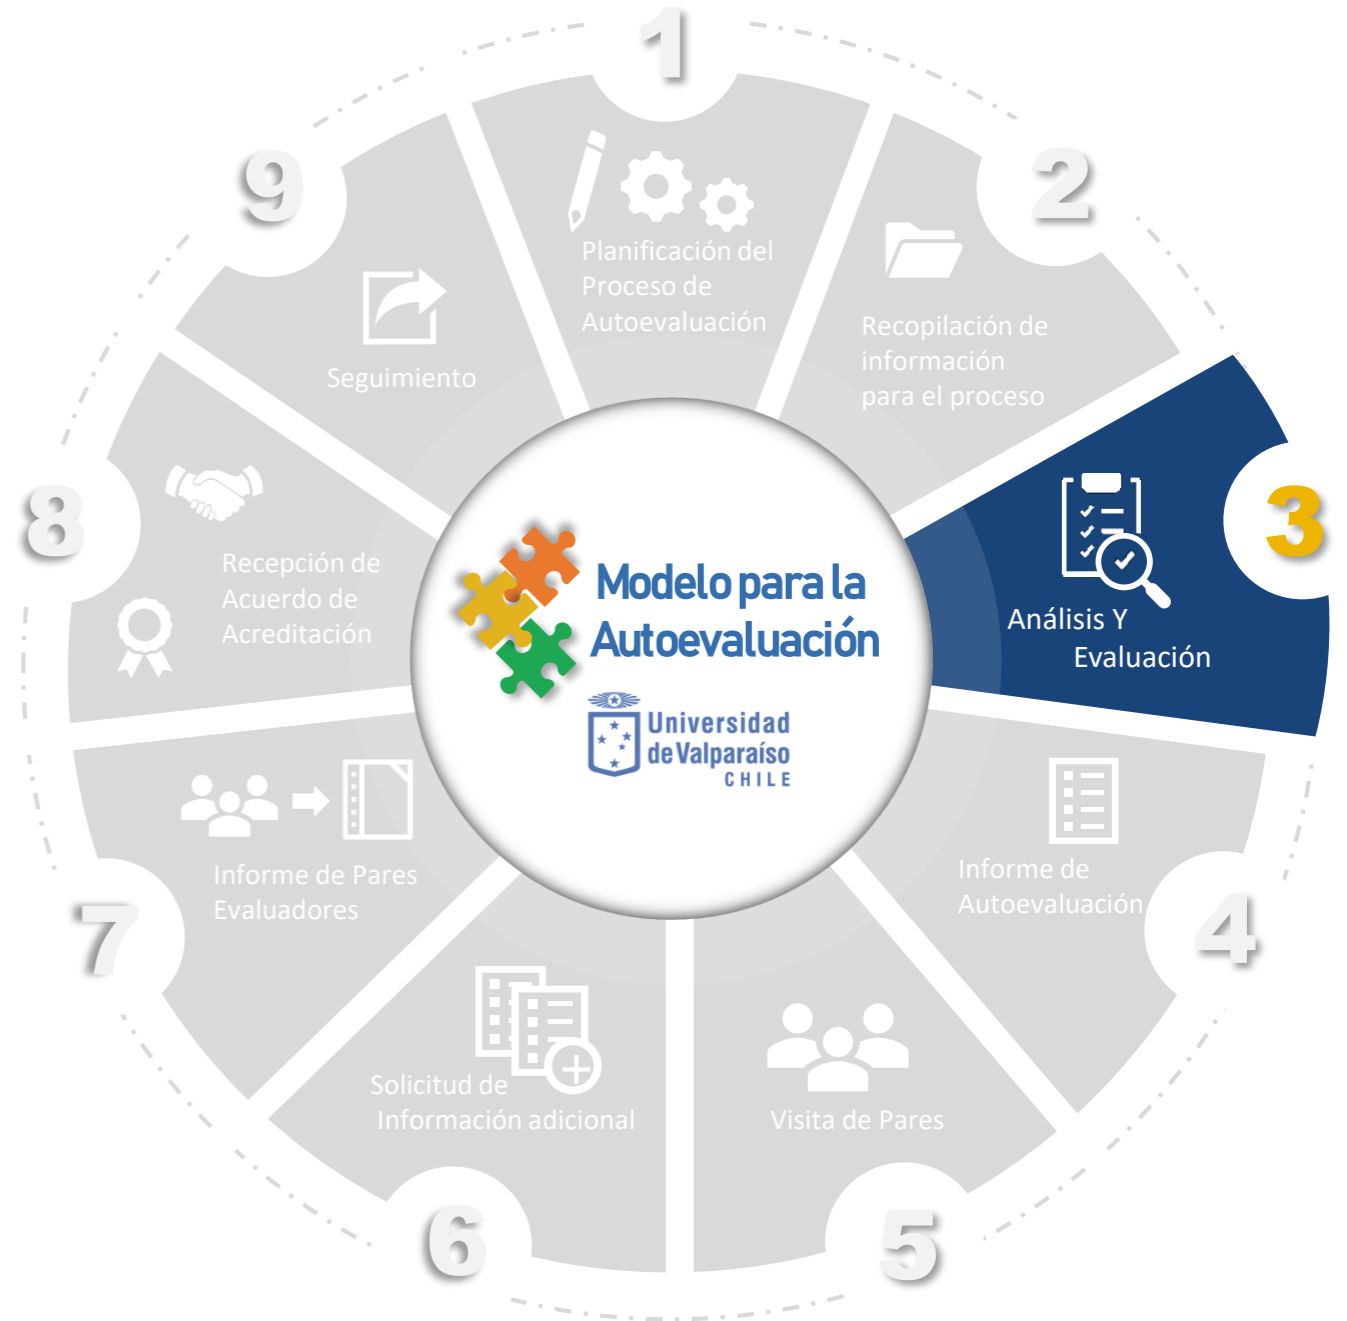 1
Planificación del
Proceso de
Autoevaluación
2
Recopilación de
información
para el proceso
3
Análisis Y
Evaluación
4
Informe de
Autoevaluación
5
Visita de Pares
6
Solicitud de
Información adicional
7
Informe de Pares
Evaluadores
8
Recepción de
Acuerdo de
Acreditación
9
Seguimiento
Modelo para la
Autoevaluación
Universidad
de Valparaíso
CHILE